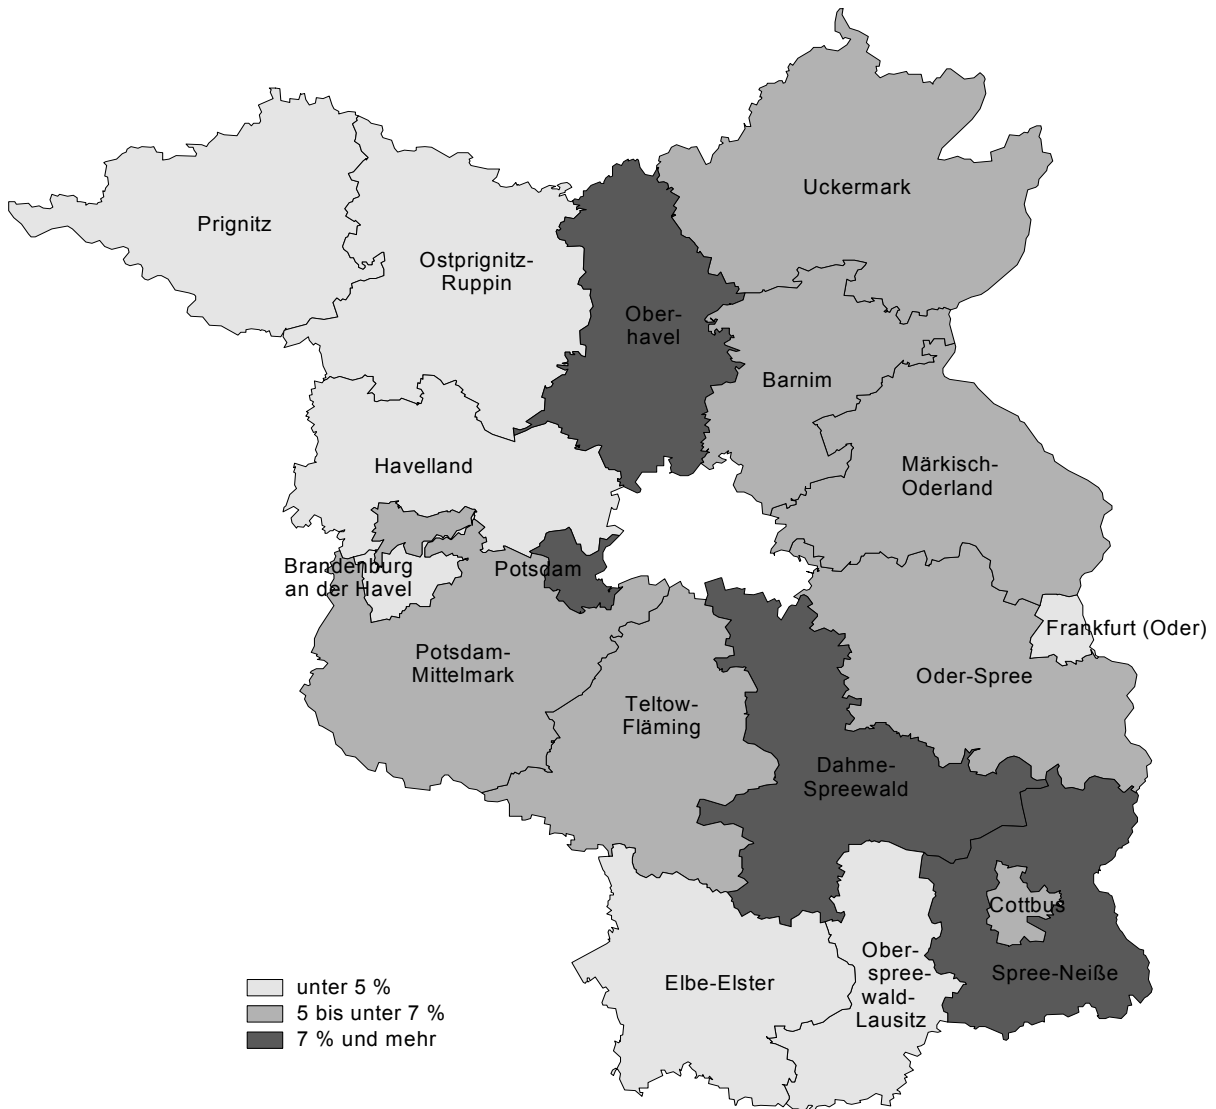 Uckermark
Prignitz
Ostprignitz-
Ruppin
Ober-
havel
Barnim
Havelland
Märkisch-
Oderland
Brandenburg
an der Havel
Potsdam
Frankfurt (Oder)
Potsdam-
Mittelmark
Oder-Spree
Teltow-
Fläming
Dahme-
Spreewald
Cottbus
Ober-
spree-
wald-
Lausitz
Spree-Neiße
Elbe-Elster
unter 5 %
5 bis unter 7 %
7 % und mehr